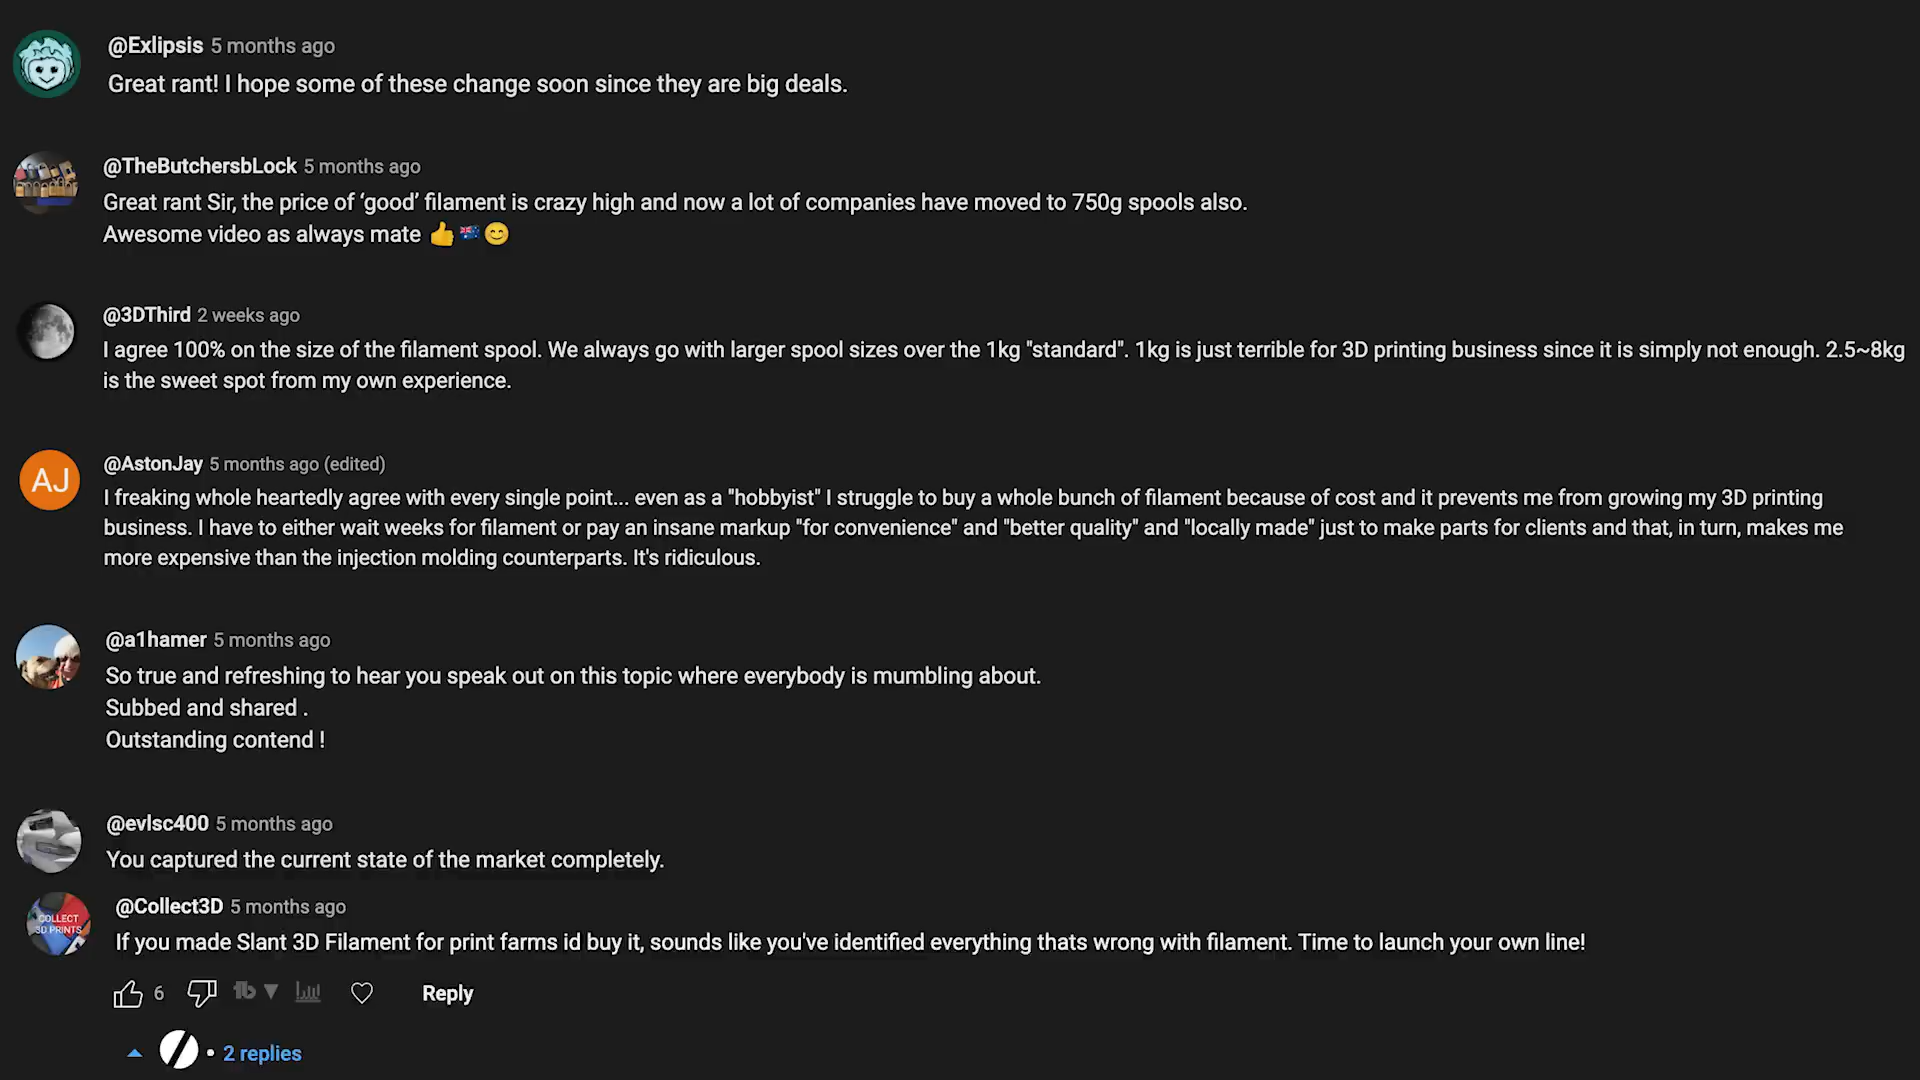 @Exlipsis 5 months ago
Great rant! I hope some of these change soon since they are big deals.
@TheButchersbLock 5 months ago
Great rant Sir, the price of ‘good’ filament is crazy high and now a lot of companies have moved to 750g spools also.
Awesome video as always mate 👍🇦🇺😊
@3DThird 2 weeks ago
I agree 100% on the size of the filament spool. We always go with larger spool sizes over the 1kg "standard". 1kg is just terrible for 3D printing business since it is simply not enough. 2.5~8kg
is the sweet spot from my own experience.
AJ
@AstonJay 5 months ago (edited)
I freaking whole heartedly agree with every single point... even as a "hobbyist" I struggle to buy a whole bunch of filament because of cost and it prevents me from growing my 3D printing
business. I have to either wait weeks for filament or pay an insane markup "for convenience" and "better quality" and "locally made" just to make parts for clients and that, in turn, makes me
more expensive than the injection molding counterparts. It's ridiculous.
@a1hamer 5 months ago
So true and refreshing to hear you speak out on this topic where everybody is mumbling about.
Subbed and shared .
Outstanding contend !
@evlsc400 5 months ago
You captured the current state of the market completely.
COLLECT
3D PRINTS
@Collect3D 5 months ago
If you made Slant 3D Filament for print farms id buy it, sounds like you've identified everything thats wrong with filament. Time to launch your own line!
6 tb Reply
• 2 replies